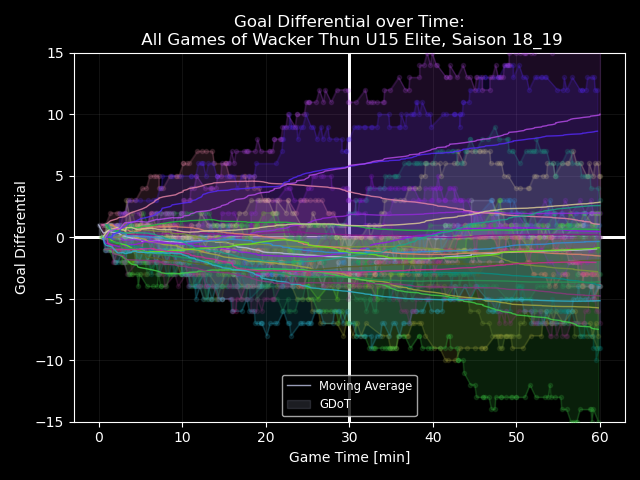 Goal Differential over Time:
All Games of Wacker Thun U15 Elite, Saison 18_19
Goal Differential
15
10
5
0
−5
−10
−15
Moving Average
GDoT
0
10
20
30
40
50
60
Game Time [min]